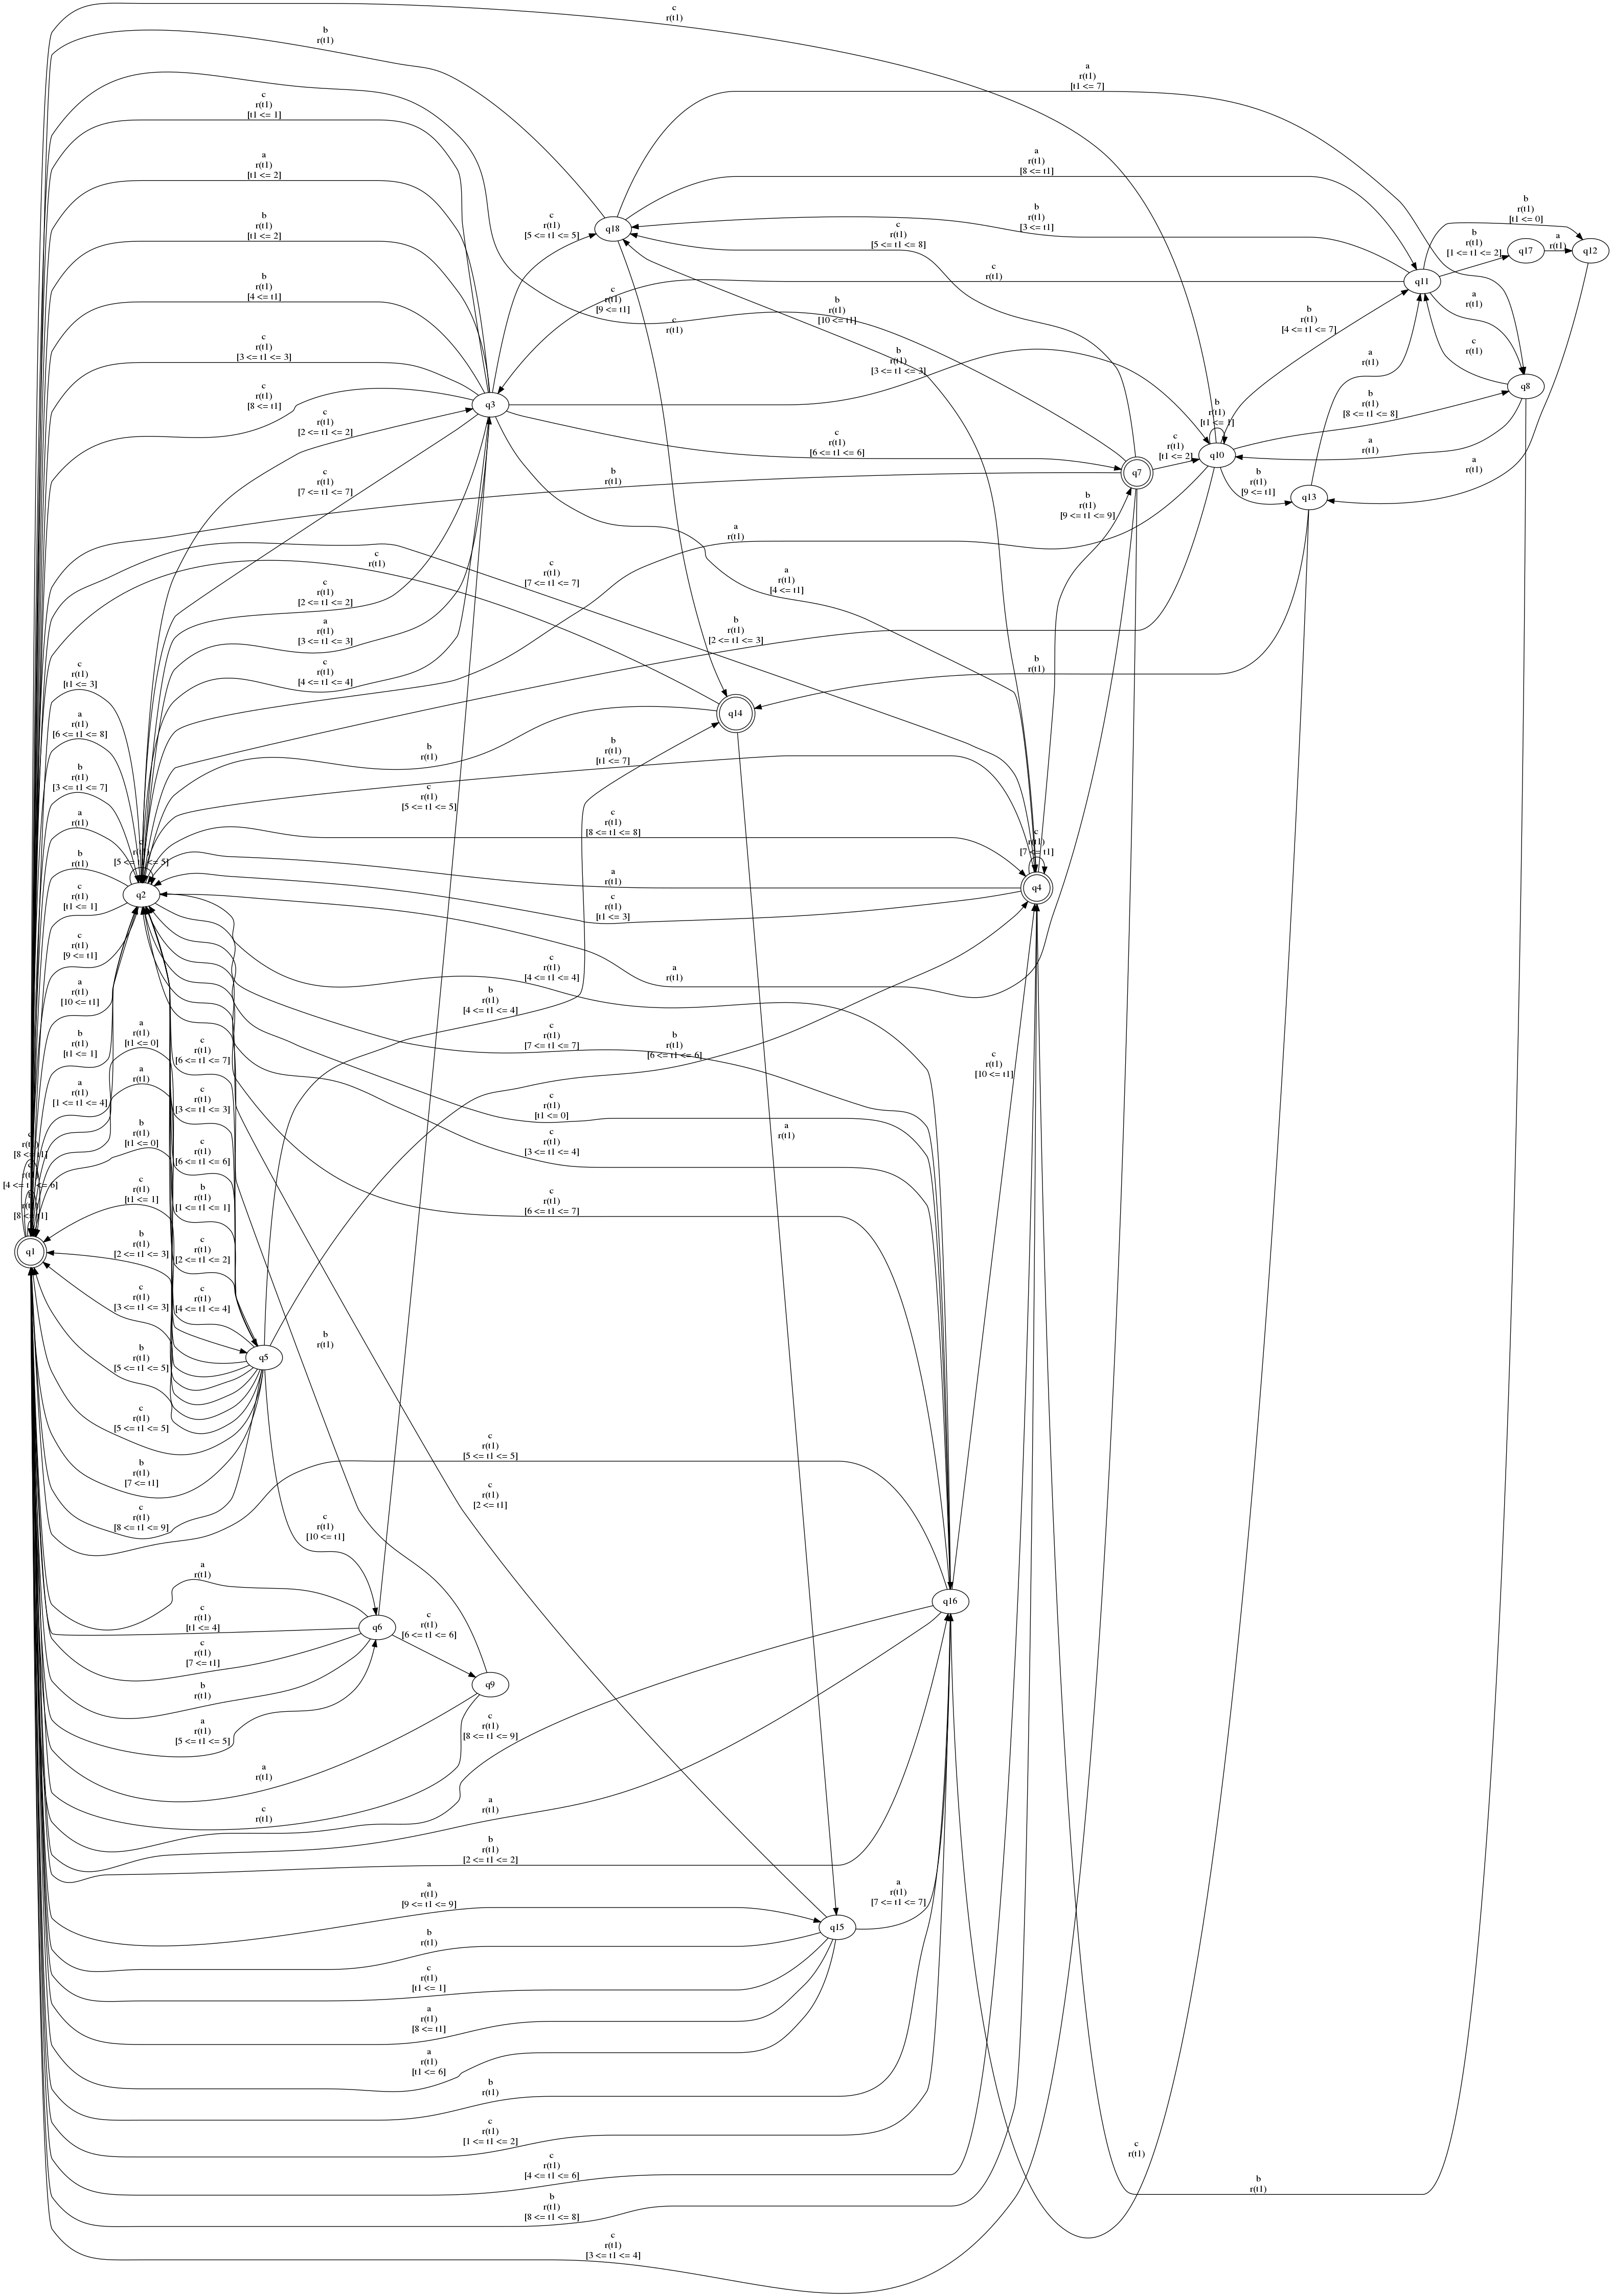 c
r(t1)
b
r(t1)
c
r(t1)
[t1 <= 1]
a
r(t1)
[t1 <= 2]
b
r(t1)
[t1 <= 2]
b
r(t1)
[4 <= t1]
c
r(t1)
[3 <= t1 <= 3]
c
r(t1)
[8 <= t1]
c
r(t1)
[2 <= t1 <= 2]
c
r(t1)
[7 <= t1 <= 7]
c
r(t1)
[2 <= t1 <= 2]
a
r(t1)
[3 <= t1 <= 3]
c
r(t1)
[4 <= t1 <= 4]
a
r(t1)
[t1 <= 7]
a
r(t1)
[8 <= t1]
b
r(t1)
[3 <= t1]
c
r(t1)
[5 <= t1 <= 8]
c
r(t1)
[5 <= t1 <= 5]
q18
c
r(t1)
c
r(t1)
[9 <= t1]
b
r(t1)
[10 <= t1]
b
r(t1)
[3 <= t1 <= 3]
q3
c
r(t1)
[6 <= t1 <= 6]
b
r(t1)
b
r(t1)
[t1 <= 0]
b
r(t1)
[1 <= t1 <= 2]
q17
a
r(t1)
q12
q11
a
r(t1)
b
r(t1)
[4 <= t1 <= 7]
c
r(t1)
q8
a
r(t1)
b
r(t1)
[8 <= t1 <= 8]
a
r(t1)
b
r(t1)
[t1 <= 1]
q10
c
r(t1)
[t1 <= 2]
q7
b
r(t1)
[9 <= t1]
q13
a
r(t1)
b
r(t1)
[9 <= t1 <= 9]
a
r(t1)
c
r(t1)
c
r(t1)
[7 <= t1 <= 7]
a
r(t1)
[4 <= t1]
b
r(t1)
[2 <= t1 <= 3]
b
r(t1)
q14
b
r(t1)
b
r(t1)
[t1 <= 7]
c
r(t1)
[5 <= t1 <= 5]
c
r(t1)
[8 <= t1 <= 8]
c
r(t1)
[7 <= t1]
q4
a
r(t1)
c
r(t1)
[t1 <= 3]
a
r(t1)
c
r(t1)
[t1 <= 3]
a
r(t1)
[6 <= t1 <= 8]
b
r(t1)
[3 <= t1 <= 7]
a
r(t1)
b
r(t1)
[5 <= t1 <= 5]
q2
c
r(t1)
[t1 <= 1]
c
r(t1)
[9 <= t1]
a
r(t1)
[10 <= t1]
b
r(t1)
[t1 <= 1]
a
r(t1)
[1 <= t1 <= 4]
c
r(t1)
[4 <= t1 <= 4]
b
r(t1)
[4 <= t1 <= 4]
c
r(t1)
[7 <= t1 <= 7]
b
r(t1)
[6 <= t1 <= 6]
c
r(t1)
[10 <= t1]
a
r(t1)
[t1 <= 0]
c
r(t1)
[6 <= t1 <= 7]
a
r(t1)
c
r(t1)
[3 <= t1 <= 3]
c
r(t1)
[t1 <= 0]
c
r(t1)
[3 <= t1 <= 4]
a
r(t1)
b
r(t1)
[t1 <= 0]
c
r(t1)
[6 <= t1 <= 6]
c
r(t1)
[t1 <= 1]
b
r(t1)
[1 <= t1 <= 1]
c
r(t1)
[6 <= t1 <= 7]
b
r(t1)
[2 <= t1 <= 3]
c
r(t1)
[2 <= t1 <= 2]
q1
c
r(t1)
[3 <= t1 <= 3]
c
r(t1)
[4 <= t1 <= 4]
b
r(t1)
[5 <= t1 <= 5]
q5
b
r(t1)
c
r(t1)
[5 <= t1 <= 5]
b
r(t1)
[7 <= t1]
c
r(t1)
[5 <= t1 <= 5]
c
r(t1)
[2 <= t1]
c
r(t1)
[8 <= t1 <= 9]
c
r(t1)
[10 <= t1]
a
r(t1)
c
r(t1)
[t1 <= 4]
q6
c
r(t1)
[6 <= t1 <= 6]
q16
c
r(t1)
[7 <= t1]
b
r(t1)
q9
a
r(t1)
[5 <= t1 <= 5]
c
r(t1)
[8 <= t1 <= 9]
a
r(t1)
c
r(t1)
a
r(t1)
b
r(t1)
[2 <= t1 <= 2]
a
r(t1)
[9 <= t1 <= 9]
a
r(t1)
[7 <= t1 <= 7]
q15
b
r(t1)
c
r(t1)
[t1 <= 1]
a
r(t1)
[8 <= t1]
a
r(t1)
[t1 <= 6]
b
r(t1)
c
r(t1)
[1 <= t1 <= 2]
c
r(t1)
b
r(t1)
c
r(t1)
[4 <= t1 <= 6]
b
r(t1)
[8 <= t1 <= 8]
c
r(t1)
[3 <= t1 <= 4]